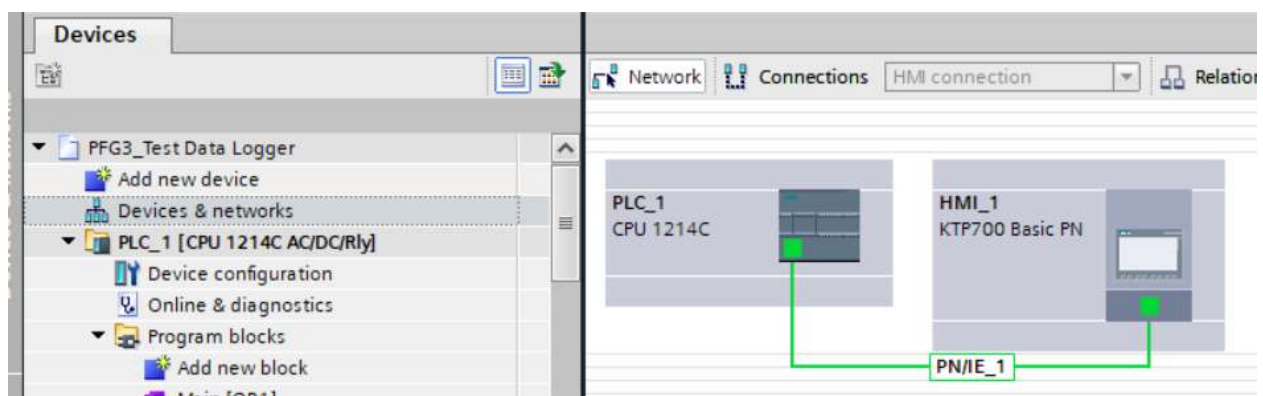 Devices
Network
Connections
HMI connection
Relation
PFG3_Test Data Logger
Add new device
Devices & networks
PLC_1 [CPU 1214C AC/DC/Rly]
Device configuration
Online & diagnostics
Program blocks
Add new block
PLC_1
CPU 1214C
HMI_1
KTP700 Basic PN
PN/IE_1